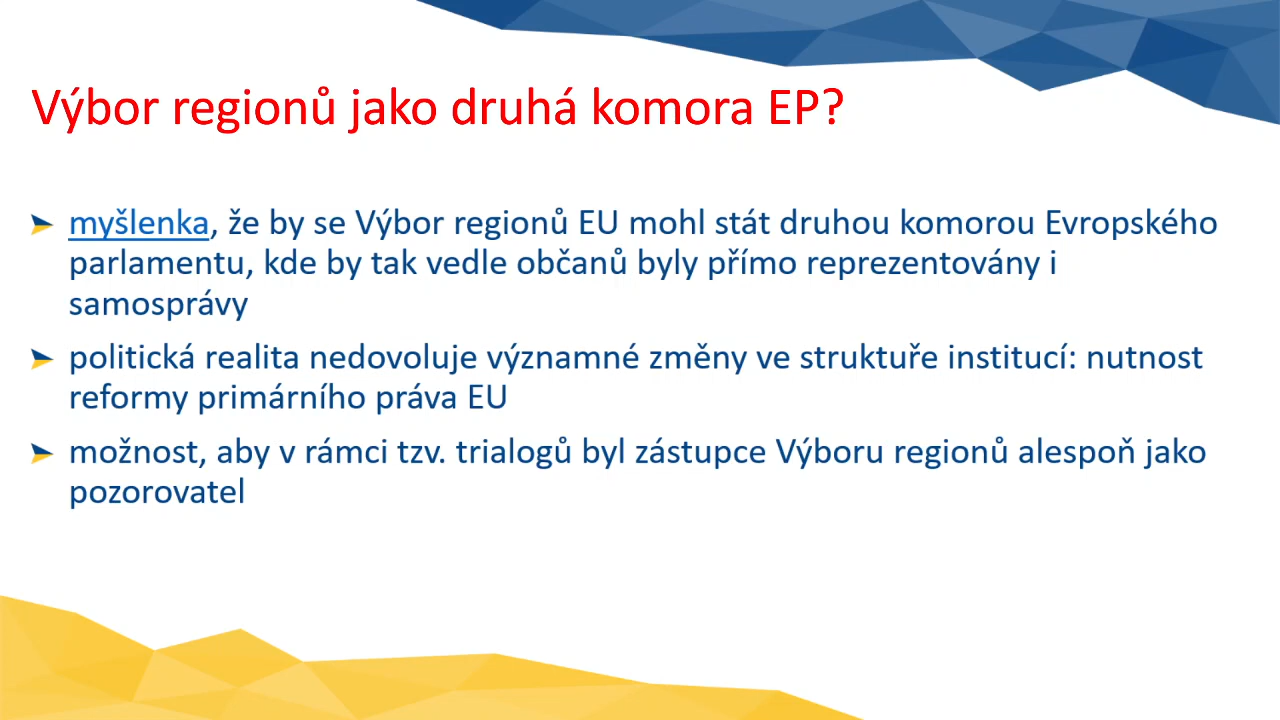 Výbor regionů jako druhá komora EP?
myšlenka, že by se Výbor regionů EU mohl stát druhou komorou Evropského
parlamentu, kde by tak vedle občanů byly přímo reprezentovány i
samosprávy
politická realita nedovoluje významné změny ve struktuře institucí: nutnost
reformy primárního práva EU
možnost, aby v rámci tzv. trialogů byl zástupce Výboru regionů alespoň jako
pozorovatel